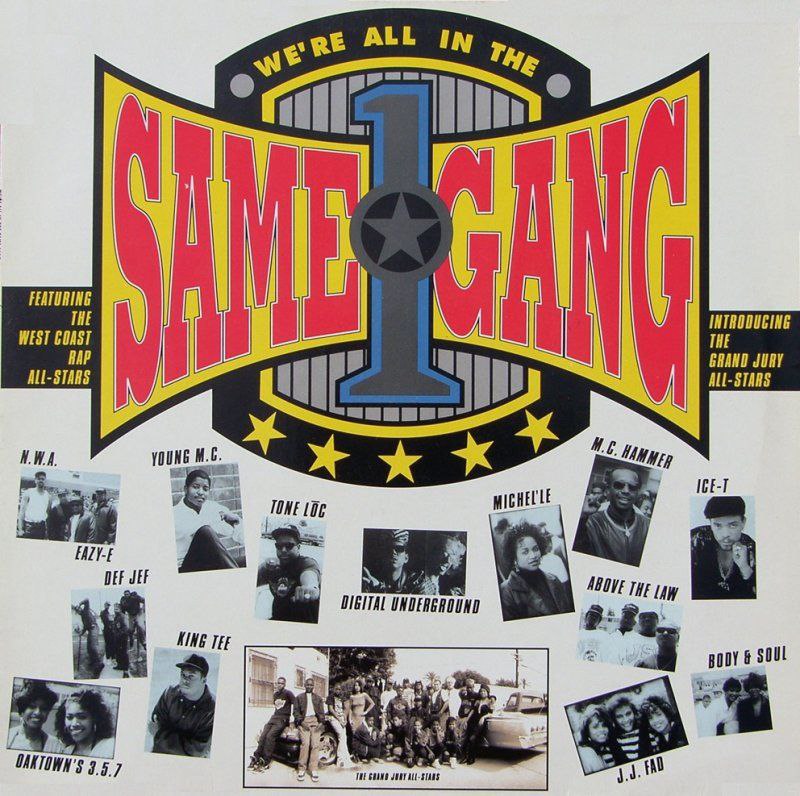 WE'RE ALL IN THE
SAME 1 GANG
FEATURING
THE
WEST COAST
RAP
ALL-STARS
INTRODUCING
THE
GRAND JURY
ALL-STARS
N.W.A.
EAZY-E
YOUNG M.C.
TONE LŌC
DIGITAL UNDERGROUND
MICHEL'LE
M.C. HAMMER
ICE-T
DEF JEF
KING TEE
ABOVE THE LAW
BODY & SOUL
OAKTOWN'S 3.5.7
THE GRAND JURY ALL-STARS
J.J. FAD